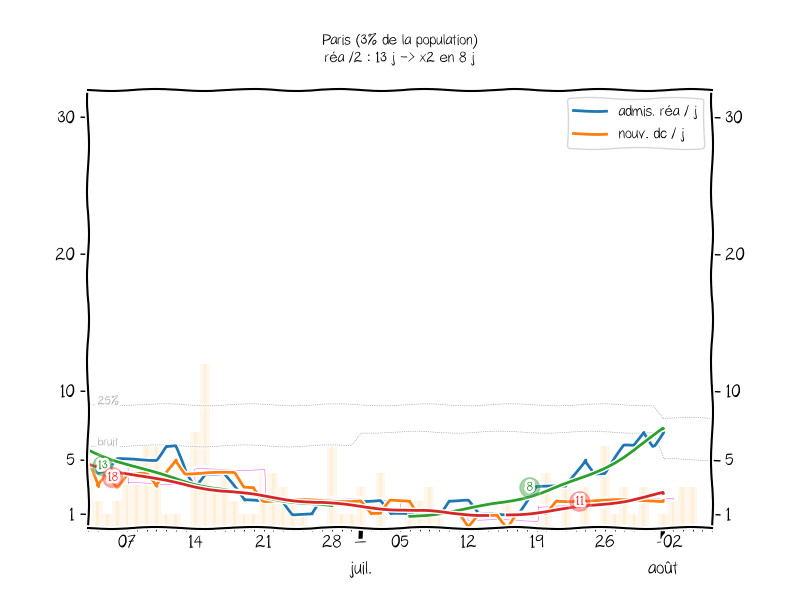 Paris (3% de la population)
réa /2 : 13 j -> x2 en 8 j
admis. réa / j
nouv. dc / j
30
30
20
20
10
10
25%
bruit
5
5
13
18
8
11
1
1
07 14 21 28 05 12 19 26 02
juil. août